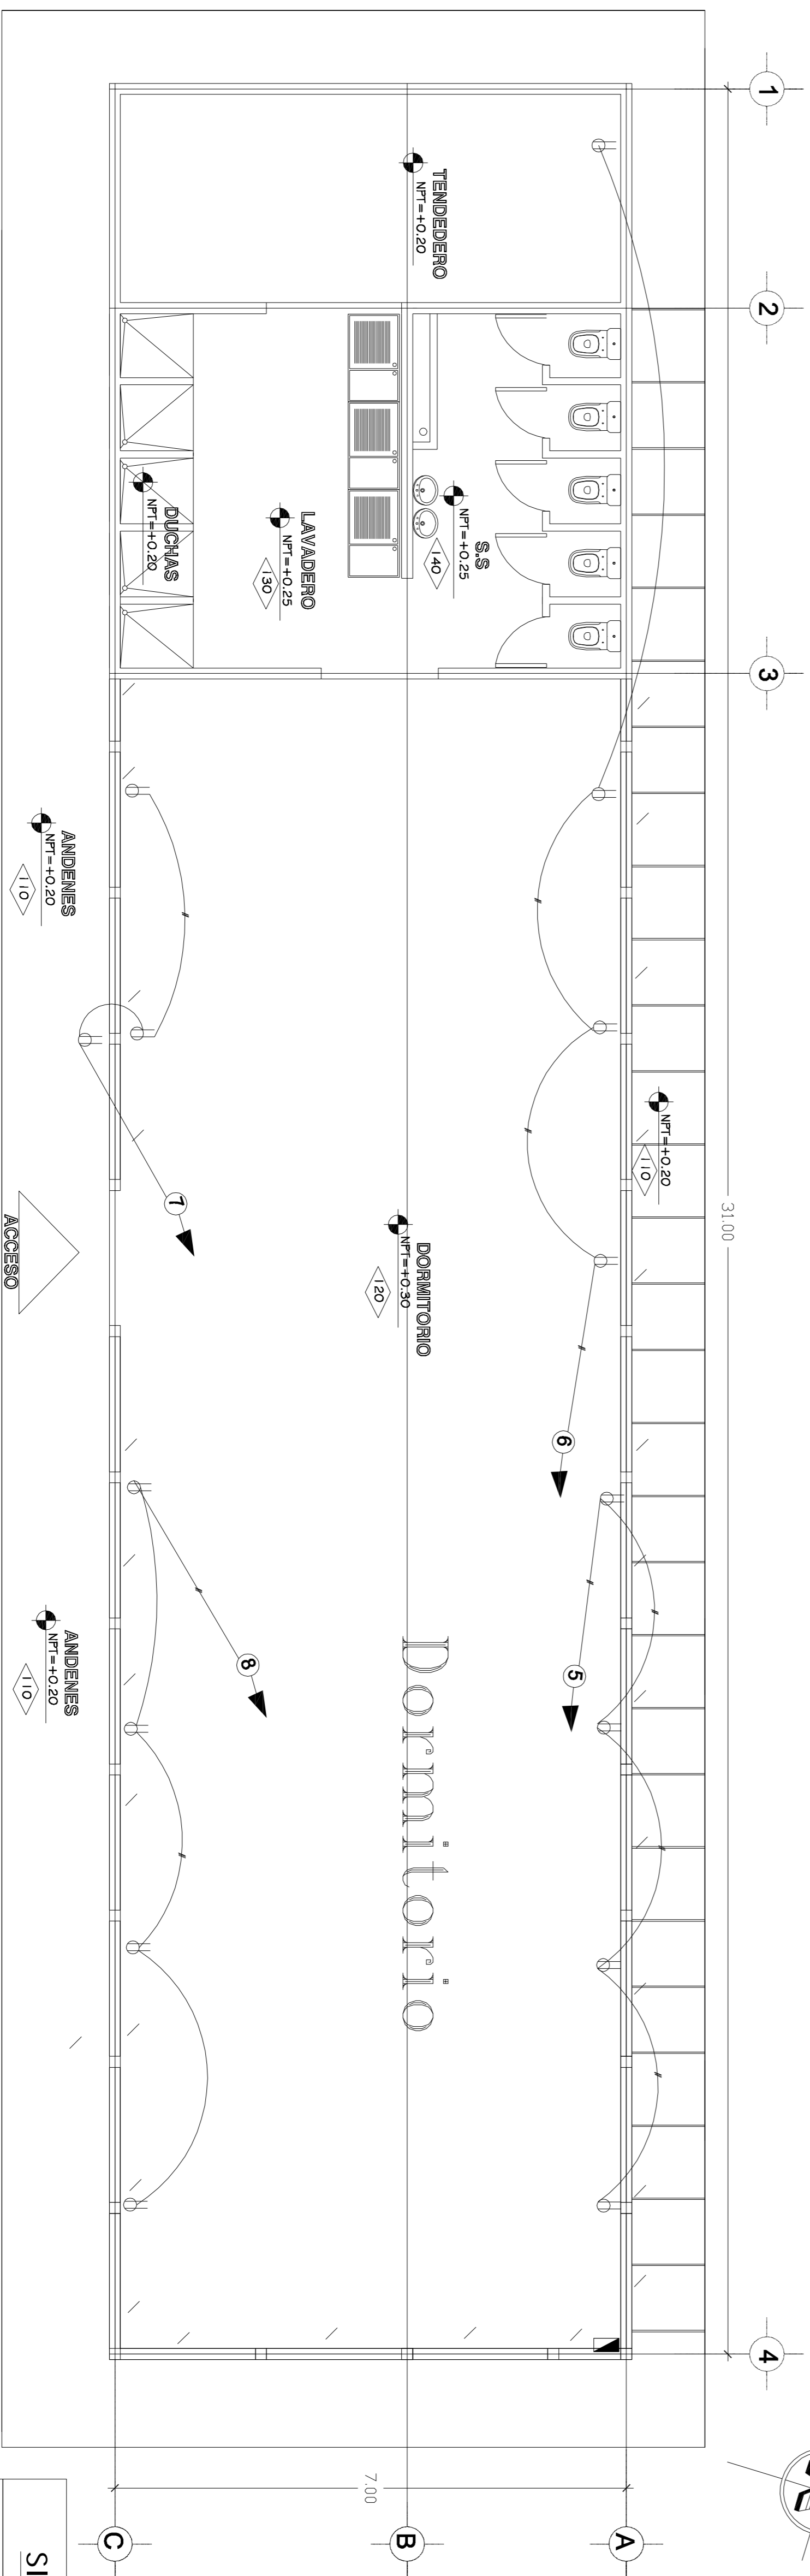 1
2
3
4
31.00
7.00
A
B
C
TENDEDERO
NPT=+0.20
S.S
NPT=+0.25
140
LAVADERO
NPT=+0.25
130
DUCHAS
NPT=+0.20
NPT=+0.20
110
DORMITORIO
NPT=+0.30
120
Dormitorio
5
6
7
8
ANDENES
NPT=+0.20
110
ANDENES
NPT=+0.20
110
ACCESO